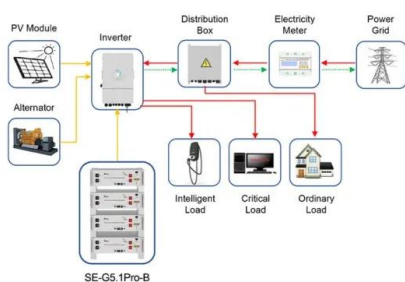 PV Module
Inverter
Distribution
Box
Electricity
Meter
Power
Grid
Alternator
Intelligent
Load
Critical
Load
Ordinary
Load
SE-G5.1Pro-B